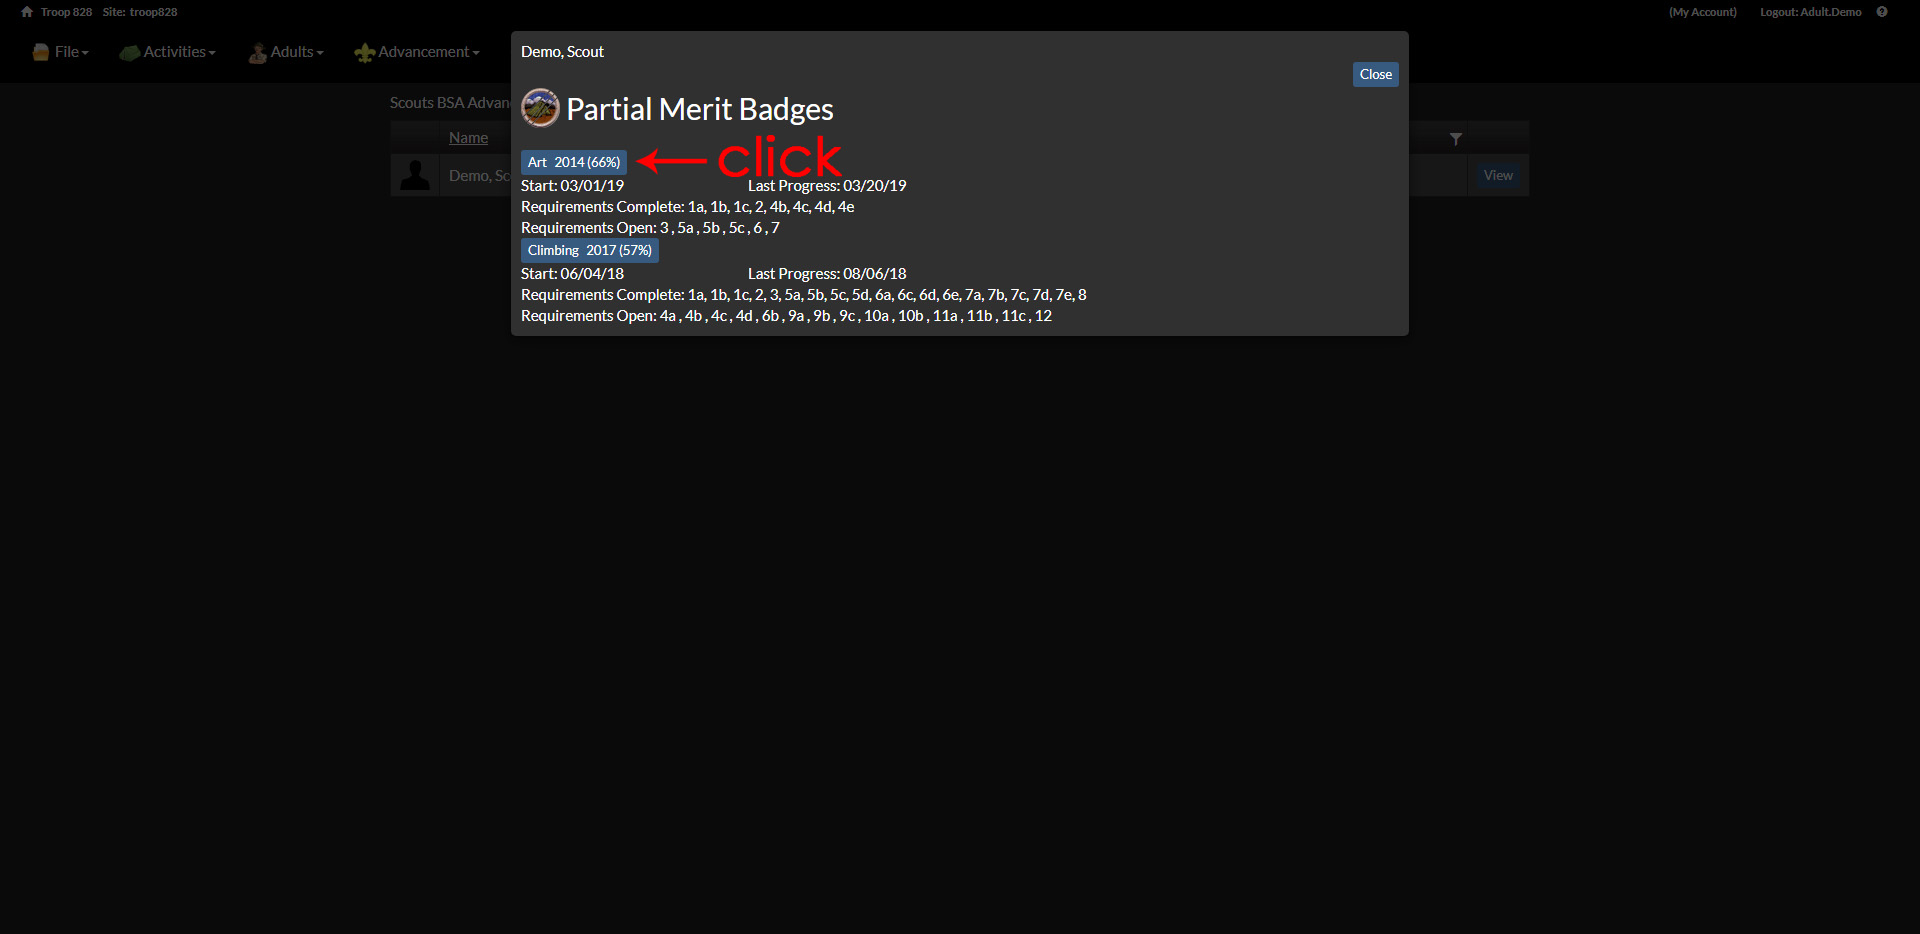 Troop 828 Site: troop828 (My Account) Logout: Adult.Demo
File Activities Adults Advancement
Demo, Scout
Close
Scouts BSA Advan
Partial Merit Badges
Name
click
Art 2014 (66%)
Demo, Sc
View
Start: 03/01/19 Last Progress: 03/20/19
Requirements Complete: 1a, 1b, 1c, 2, 4b, 4c, 4d, 4e
Requirements Open: 3 , 5a , 5b , 5c , 6 , 7
Climbing 2017 (57%)
Start: 06/04/18 Last Progress: 08/06/18
Requirements Complete: 1a, 1b, 1c, 2, 3, 5a, 5b, 5c, 5d, 6a, 6c, 6d, 6e, 7a, 7b, 7c, 7d, 7e, 8
Requirements Open: 4a , 4b , 4c , 4d , 6b , 9a , 9b , 9c , 10a , 10b , 11a , 11b , 11c , 12